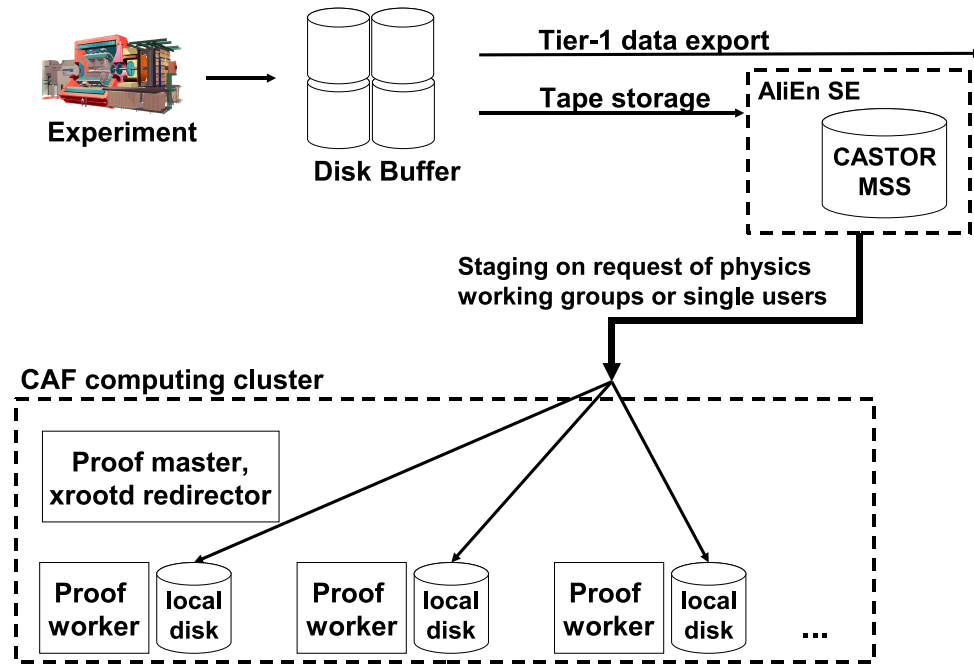 Tier-1 data export
Tape storage
AliEn SE
CASTOR
MSS
Experiment
Disk Buffer
Staging on request of physics
working groups or single users
CAF computing cluster
Proof master,
xrootd redirector
Proof
worker
local
disk
Proof
worker
local
disk
Proof
worker
local
disk
...